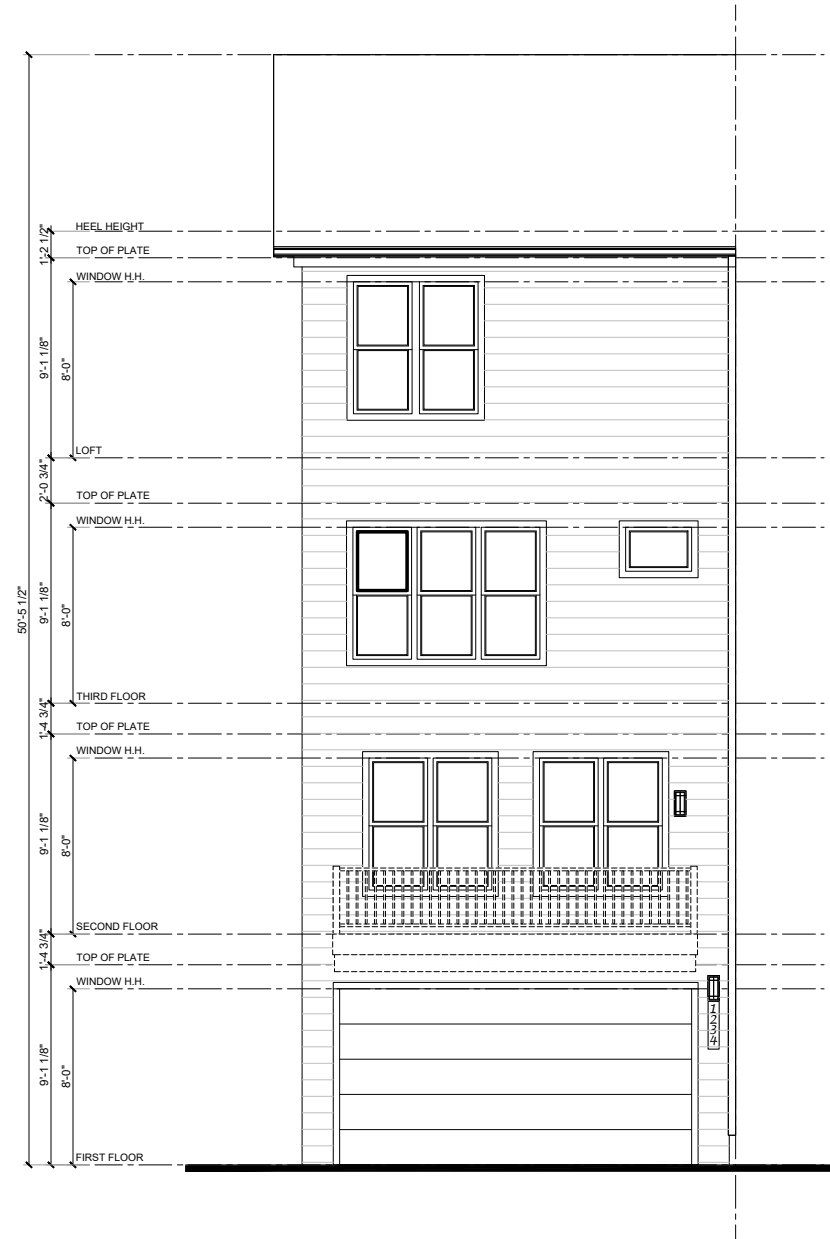 HEEL HEIGHT
1'-2 1/2"
TOP OF PLATE
WINDOW H.H.
9'-1 1/8"
8'-0"
LOFT
2'-0 3/4"
TOP OF PLATE
WINDOW H.H.
50'-5 1/2"
9'-1 1/8"
8'-0"
THIRD FLOOR
1'-4 3/4"
TOP OF PLATE
WINDOW H.H.
9'-1 1/8"
8'-0"
SECOND FLOOR
1'-4 3/4"
TOP OF PLATE
WINDOW H.H.
1234
9'-1 1/8"
8'-0"
FIRST FLOOR